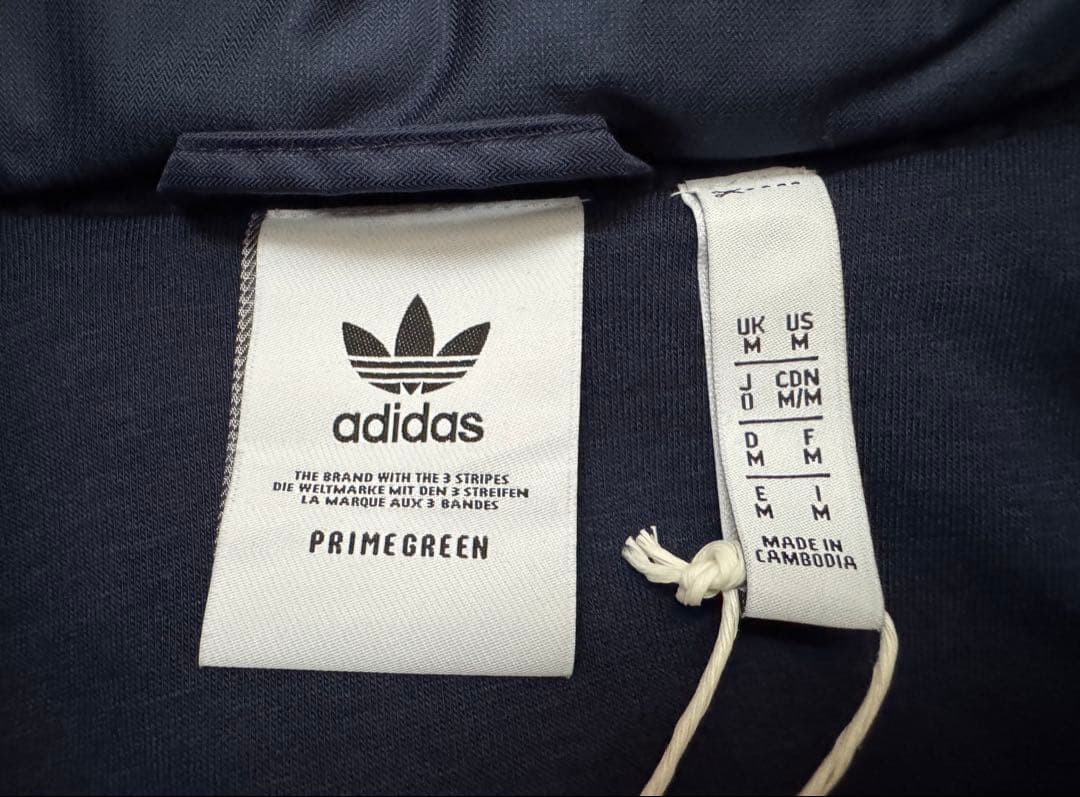 adidas
THE BRAND WITH THE 3 STRIPES
DIE WELTMARKE MIT DEN 3 STREIFEN
LA MARQUE AUX 3 BANDES
PRIMEGREEN
UK US
M M
J CDN
O M/M
D F
M M
E I
M M
MADE IN
CAMBODIA